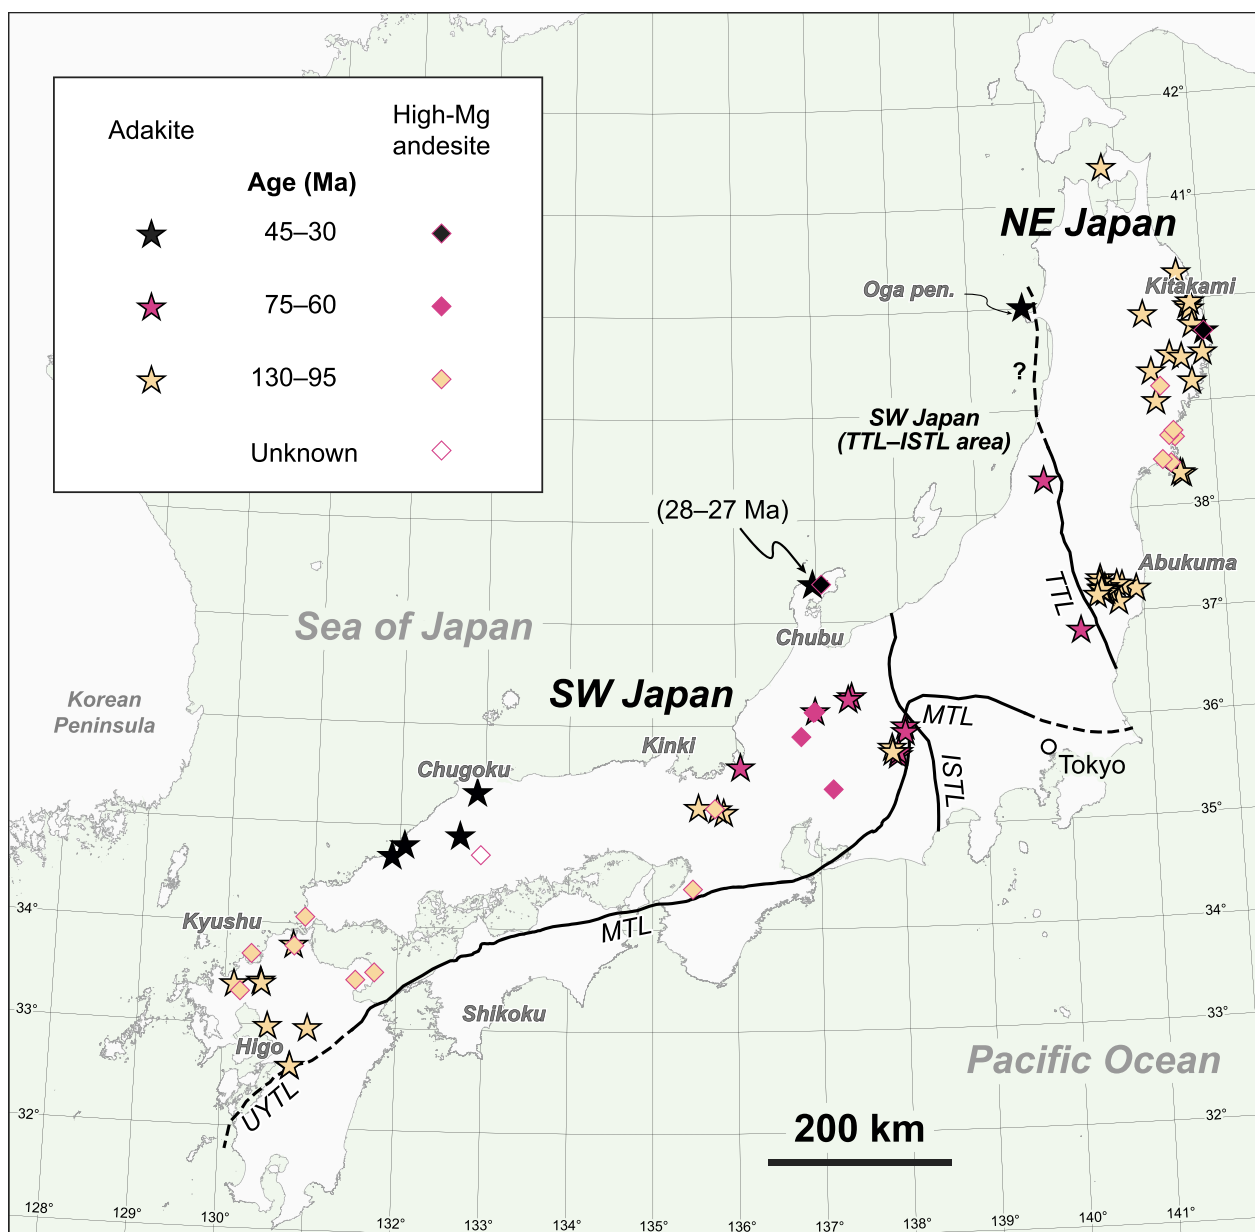 Adakite
High-Mg
andesite
Age (Ma)
45–30
75–60
130–95
Unknown
42°
41°
NE Japan
Oga pen.
Kitakami
?
SW Japan
(TTL–ISTL area)
38°
(28–27 Ma)
Abukuma
TTL
37°
Sea of Japan
Chubu
Korean
Peninsula
SW Japan
36°
MTL
Kinki
Tokyo
Chugoku
ISTL
35°
34°
34°
Kyushu
MTL
33°
Shikoku
33°
Higo
Pacific Ocean
UYTL
32°
32°
200 km
128°
129°
130°
132°
133°
134°
135°
136°
137°
138°
139°
140°
141°